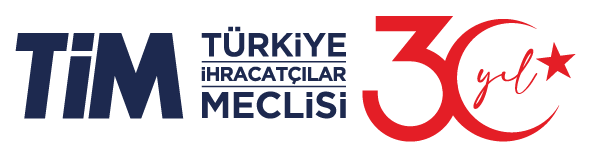 TİM
TÜRKİYE
İHRACATÇILAR
MECLİSİ
30
yıl